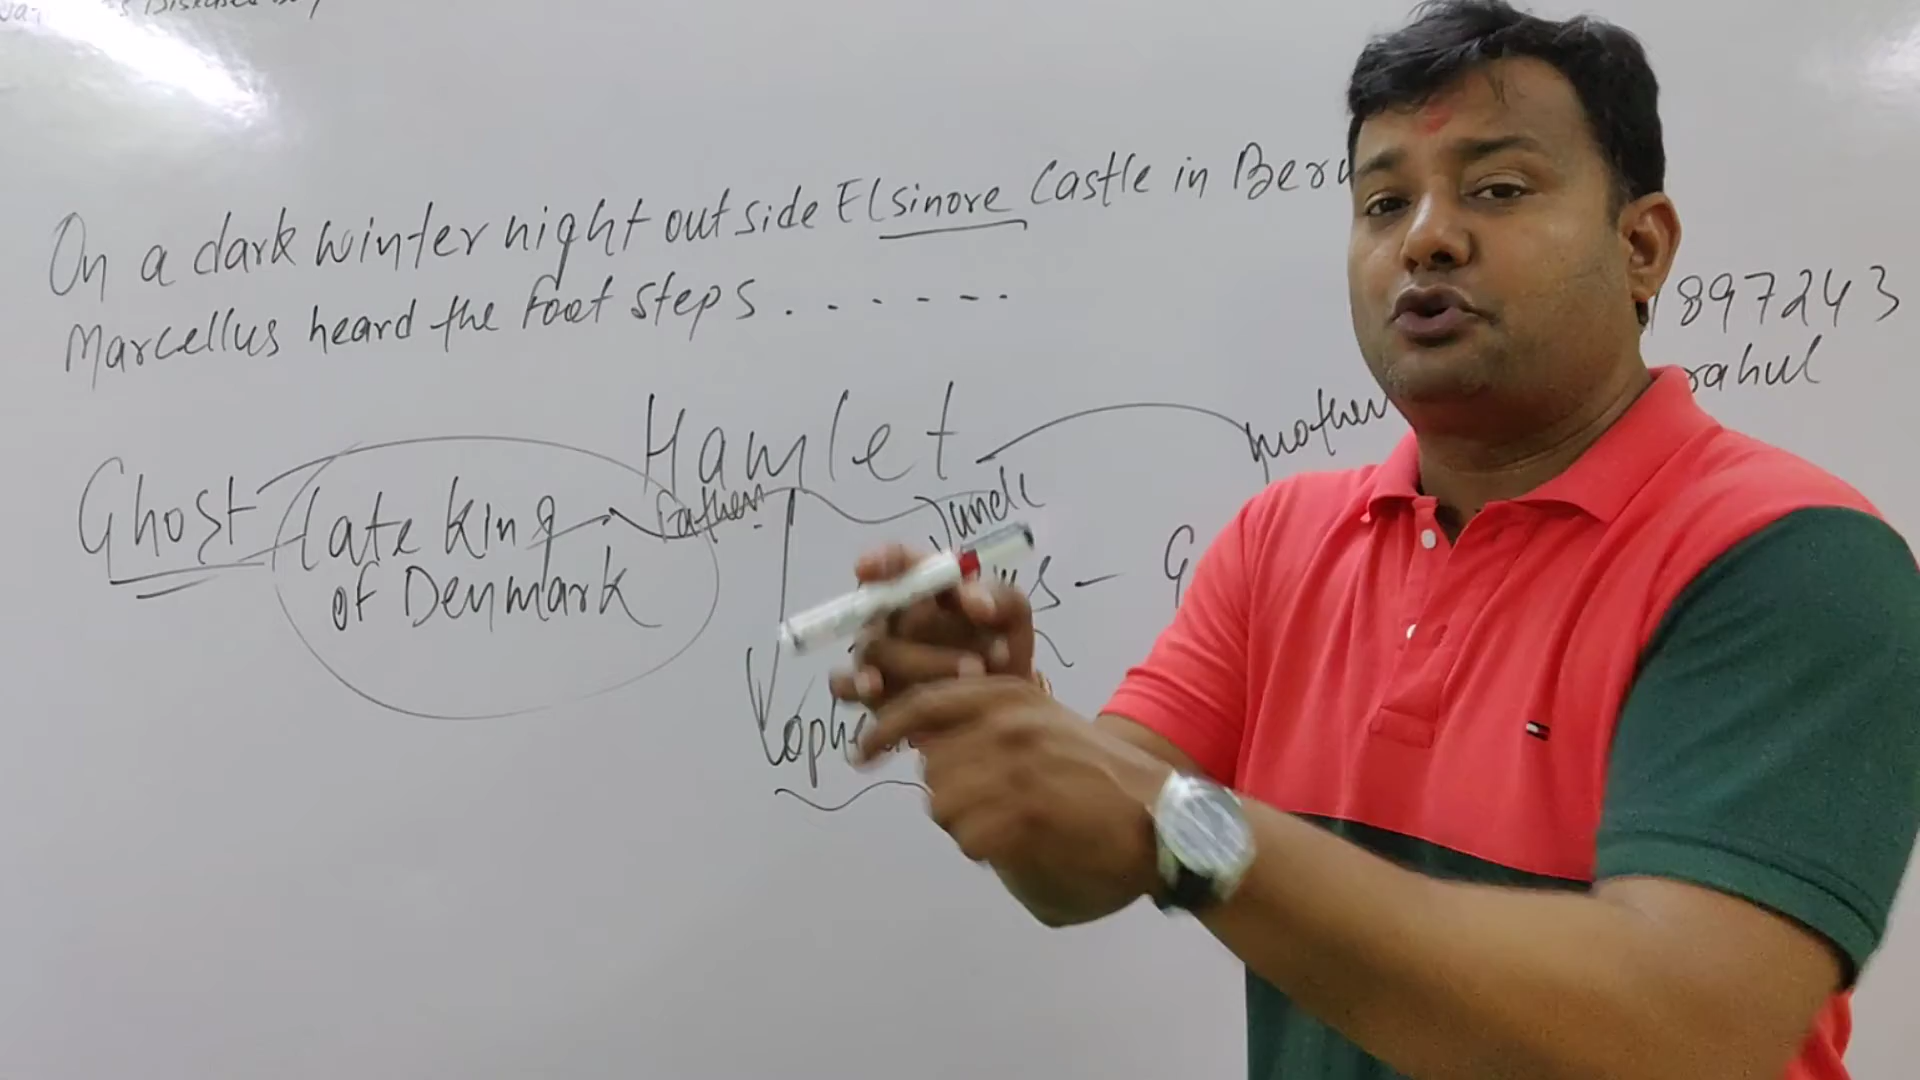 On a dark winter night outside Elsinore Castle in
Marcellus heard the foot steps . . . . . . .
897243
rahul
Hamlet
mother
Ghost
late king
of Denmark
father
uncle